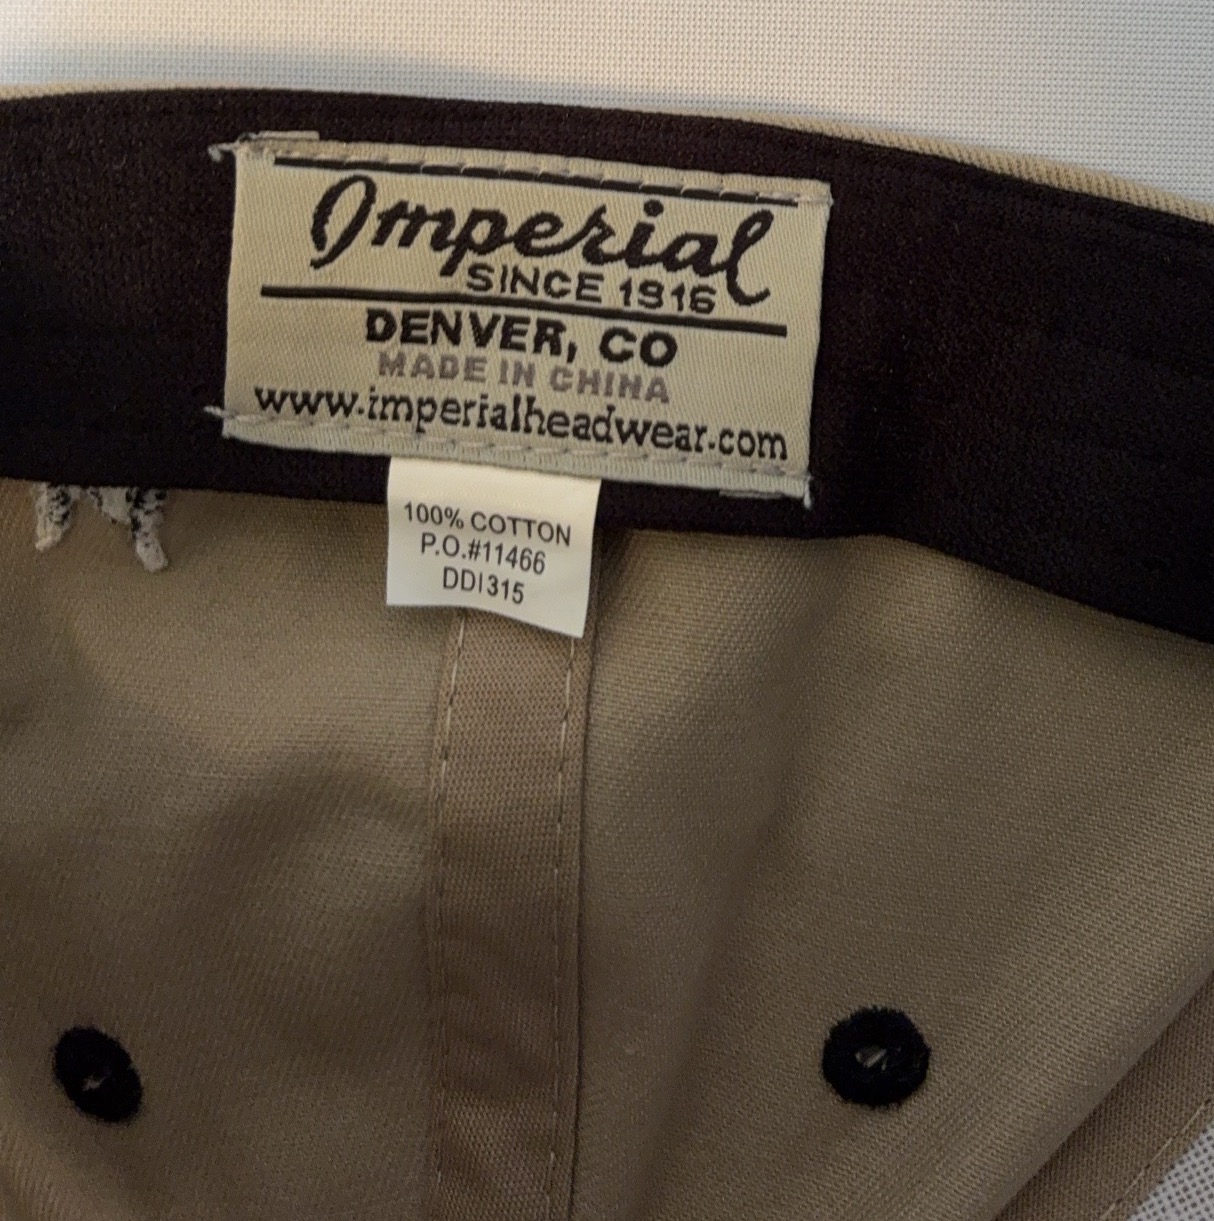 Imperial
SINCE 1916
DENVER, CO
MADE IN CHINA
www.imperialheadwear.com
100% COTTON
P.O.#11466
DDI315